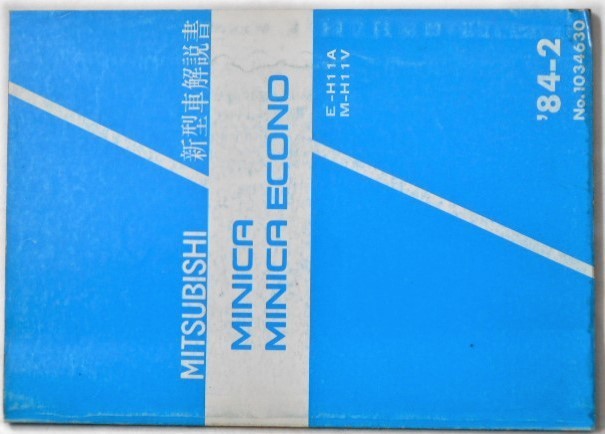 MITSUBISHI 新型車解説書
MINICA
MINICA ECONO
E-H11A
M-H11V
'84-2
No.1034630